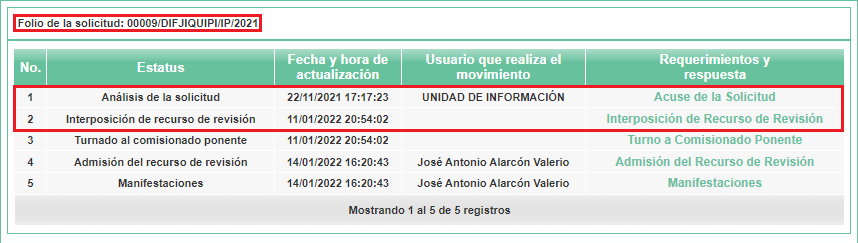 Folio de la solicitud: 00009/DIFJIQUIPI/IP/2021
No. Estatus Fecha y hora de actualización Usuario que realiza el movimiento Requerimientos y respuesta
1 Análisis de la solicitud 22/11/2021 17:17:23 UNIDAD DE INFORMACIÓN Acuse de la Solicitud
2 Interposición de recurso de revisión 11/01/2022 20:54:02 Interposición de Recurso de Revisión
3 Turnado al comisionado ponente 11/01/2022 20:54:02 Turno a Comisionado Ponente
4 Admisión del recurso de revisión 14/01/2022 16:20:43 José Antonio Alarcón Valerio Admisión del Recurso de Revisión
5 Manifestaciones 14/01/2022 16:20:43 José Antonio Alarcón Valerio Manifestaciones
Mostrando 1 al 5 de 5 registros